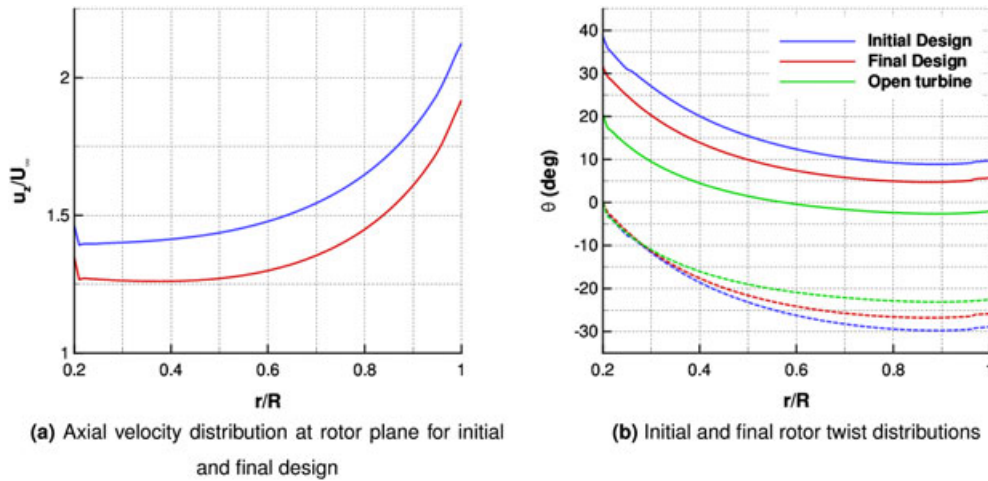 2
1.5
1
u_z/U_∞
0.2 0.4 0.6 0.8 1
r/R
(a) Axial velocity distribution at rotor plane for initial
and final design
40
30
20
10
0
-10
-20
-30
θ (deg)
Initial Design
Final Design
Open turbine
0.2 0.4 0.6 0.8 1
r/R
(b) Initial and final rotor twist distributions